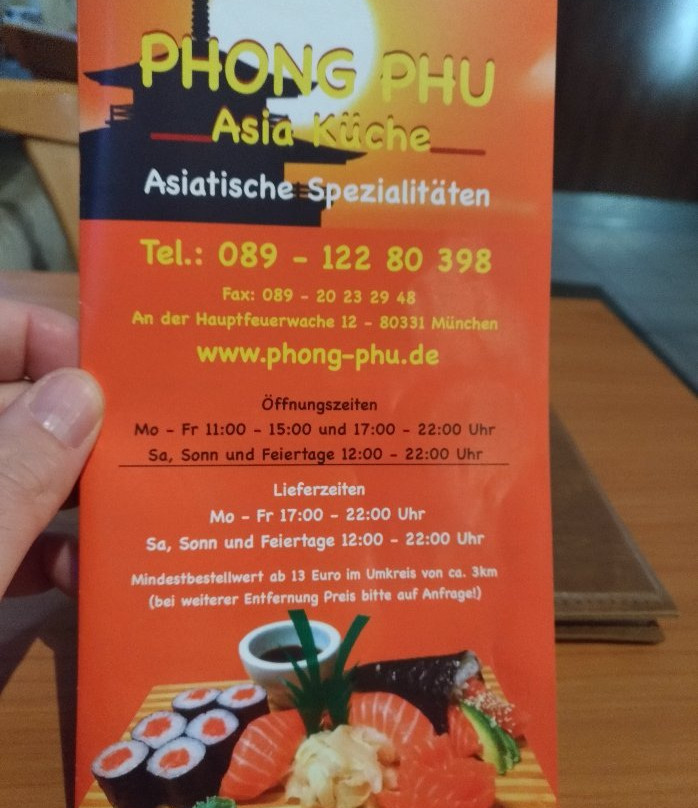 PHONG PHU
Asia Küche
Asiatische Spezialitäten
Tel.: 089 - 122 80 398
Fax: 089 - 20 23 29 48
An der Hauptfeuerwache 12 - 80331 München
www.phong-phu.de
Öffnungszeiten
Mo - Fr 11:00 - 15:00 und 17:00 - 22:00 Uhr
Sa, Sonn und Feiertage 12:00 - 22:00 Uhr
Lieferzeiten
Mo - Fr 17:00 - 22:00 Uhr
Sa, Sonn und Feiertage 12:00 - 22:00 Uhr
Mindestbestellwert ab 13 Euro im Umkreis von ca. 3km
(bei weiterer Entfernung Preis bitte auf Anfrage!)